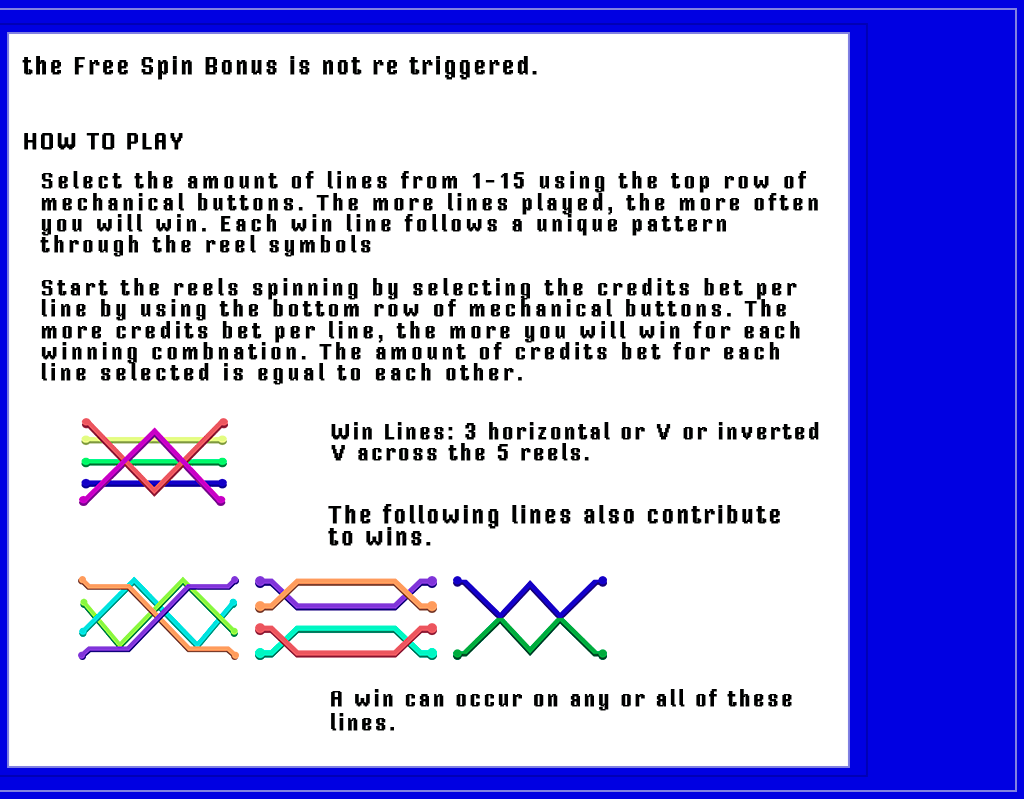 the Free Spin Bonus is not re triggered.
HOW TO PLAY
Select the amount of lines from 1-15 using the top row of
mechanical buttons. The more lines played, the more often
you will win. Each win line follows a unique pattern
through the reel symbols
Start the reels spinning by selecting the credits bet per
line by using the bottom row of mechanical buttons. The
more credits bet per line, the more you will win for each
winning combnation. The amount of credits bet for each
line selected is equal to each other.
Win Lines: 3 horizontal or V or inverted
V across the 5 reels.
The following lines also contribute
to wins.
A win can occur on any or all of these
lines.